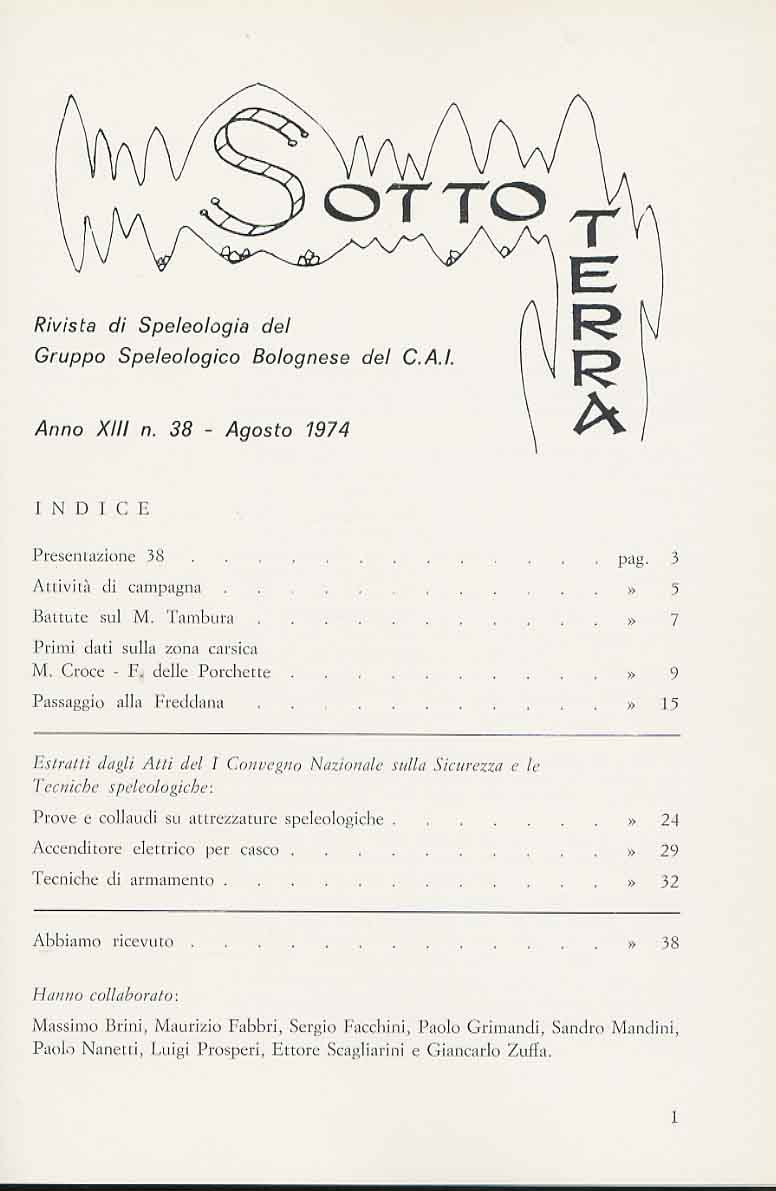 SOTTO
TERRA
Rivista di Speleologia del
Gruppo Speleologico Bolognese del C.A.I.
Anno XIII n. 38 - Agosto 1974
INDICE
Presentazione 38 . . . . . . . . . . . . . pag. 3
Attività di campagna . . . . . . . . . . . . » 5
Battute sul M. Tambura . . . . . . . . . . . » 7
Primi dati sulla zona carsica
M. Croce - F. delle Porchette . . . . . . . . . . » 9
Passaggio alla Freddana . . . . . . . . . . . » 15
Estratti dagli Atti del I Convegno Nazionale sulla Sicurezza e le
Tecniche speleologiche:
Prove e collaudi su attrezzature speleologiche . . . . . . . » 24
Accenditore elettrico per casco . . . . . . . . . . » 29
Tecniche di armamento . . . . . . . . . . . . » 32
Abbiamo ricevuto . . . . . . . . . . . . . » 38
Hanno collaborato:
Massimo Brini, Maurizio Fabbri, Sergio Facchini, Paolo Grimandi, Sandro Mandini,
Paolo Nanetti, Luigi Prosperi, Ettore Scagliarini e Giancarlo Zuffa.
1